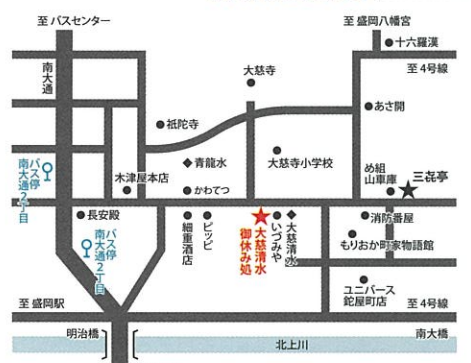 至 バスセンター
至 盛岡八幡宮
十六羅漢
南大通
大慈寺
至 4号線
あさ開
祇陀寺
大慈寺小学校
青龍水
め組
山車庫
三㐂亭
バス停
南大通2丁目
木津屋本店
かわてつ
長安殿
細重酒店
ピッピ
大慈清水
御休み処
いづみや
大慈清水
消防番屋
もりおか町家物語館
バス停
南大通2丁目
ユニバース
鉈屋町店
至 盛岡駅
至 4号線
明治橋
北上川
南大橋